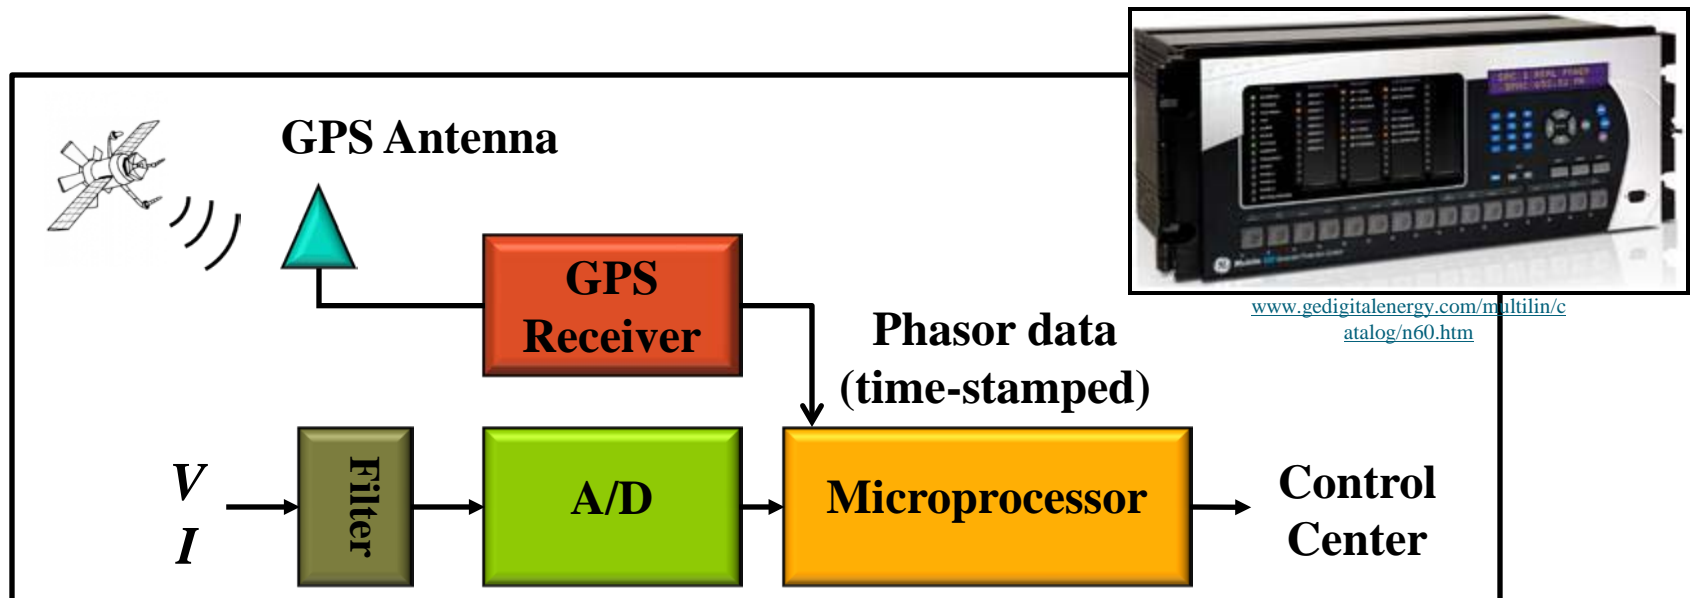 GPS Antenna
GPS
Receiver
www.gedigitalenergy.com/multilin/c
atalog/n60.htm
Phasor data
(time-stamped)
V
I
Filter
A/D
Microprocessor
Control
Center